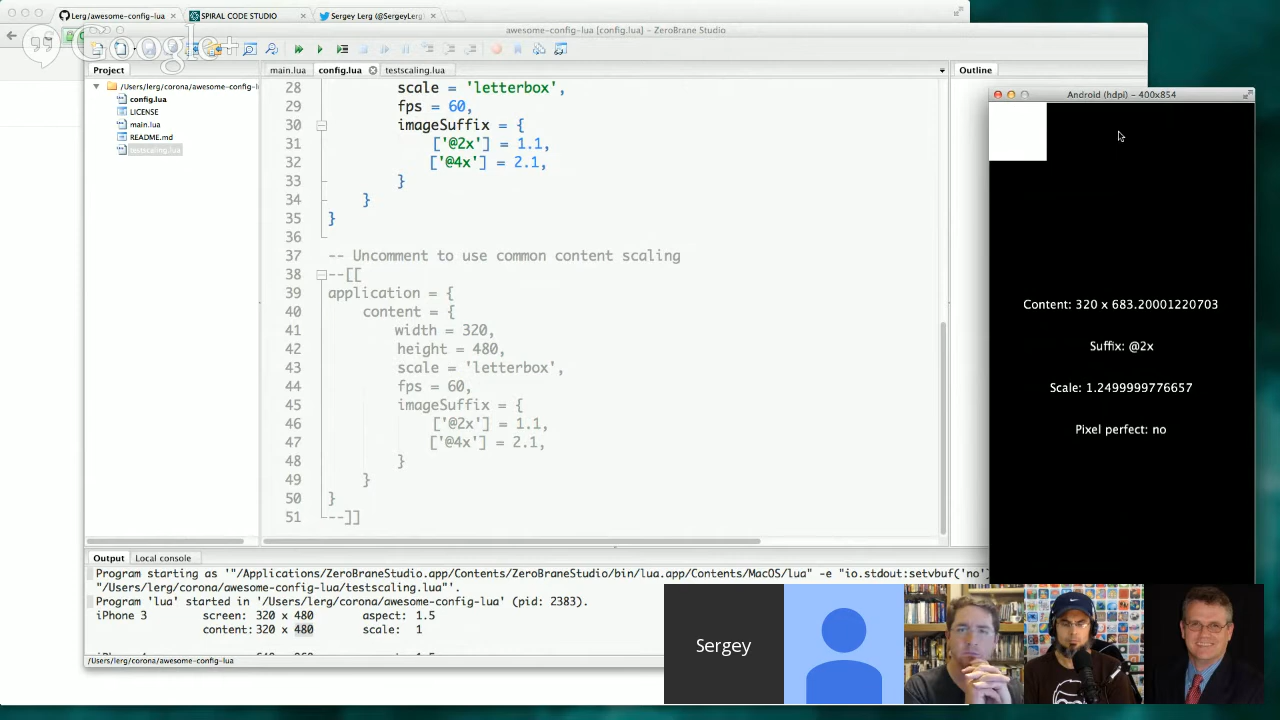 Lerg/awesome-config-lua
SPIRAL CODE STUDIO
Sergey Lerg (@SergeyLerg)
Google+
awesome-config-lua [config.lua] - ZeroBrane Studio
Project
main.lua
config.lua
testscaling.lua
Outline
/Users/lerg/corona/awesome-config-l
config.lua
LICENSE
main.lua
README.md
testscaling.lua
28 scale = 'letterbox',
29 fps = 60,
30 imageSuffix = {
31 ['@2x'] = 1.1,
32 ['@4x'] = 2.1,
33 }
34 }
35 }
36
37 -- Uncomment to use common content scaling
38 --[[
39 application = {
40 content = {
41 width = 320,
42 height = 480,
43 scale = 'letterbox',
44 fps = 60,
45 imageSuffix = {
46 ['@2x'] = 1.1,
47 ['@4x'] = 2.1,
48 }
49 }
50 }
51 --]]
Android (hdpi) – 400x854
Content: 320 x 683.20001220703
Suffix: @2x
Scale: 1.2499999776657
Pixel perfect: no
Output
Local console
Program starting as '"/Applications/ZeroBraneStudio.app/Contents/ZeroBraneStudio/bin/lua.app/Contents/MacOS/lua" -e "io.stdout:setvbuf('no')
"/Users/lerg/corona/awesome-config-lua/testscaling.lua"'.
Program 'lua' started in '/Users/lerg/corona/awesome-config-lua' (pid: 2383).
iPhone 3 screen: 320 x 480 aspect: 1.5
content: 320 x 480 scale: 1
/Users/lerg/corona/awesome-config-lua
Sergey